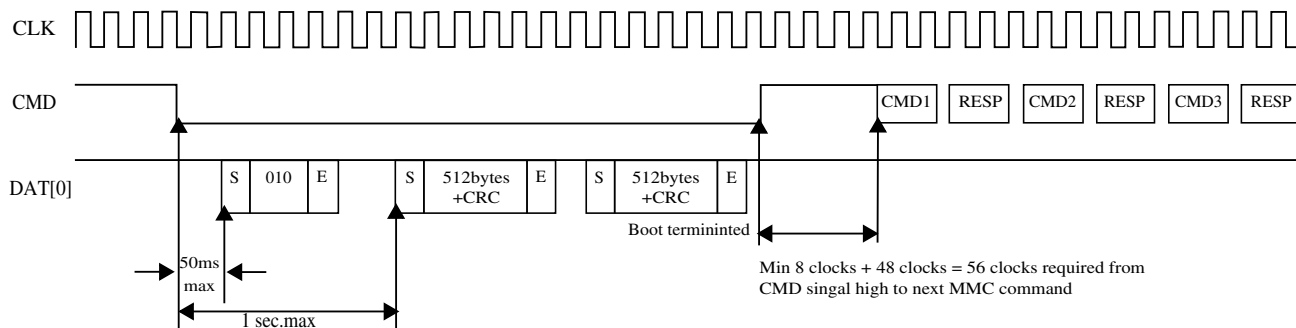 CLK
CMD
CMD1 RESP CMD2 RESP CMD3 RESP
DAT[0]
S 010 E S 512bytes +CRC E S 512bytes +CRC E
Boot termininted
50ms
max
1 sec.max
Min 8 clocks + 48 clocks = 56 clocks required from
CMD singal high to next MMC command